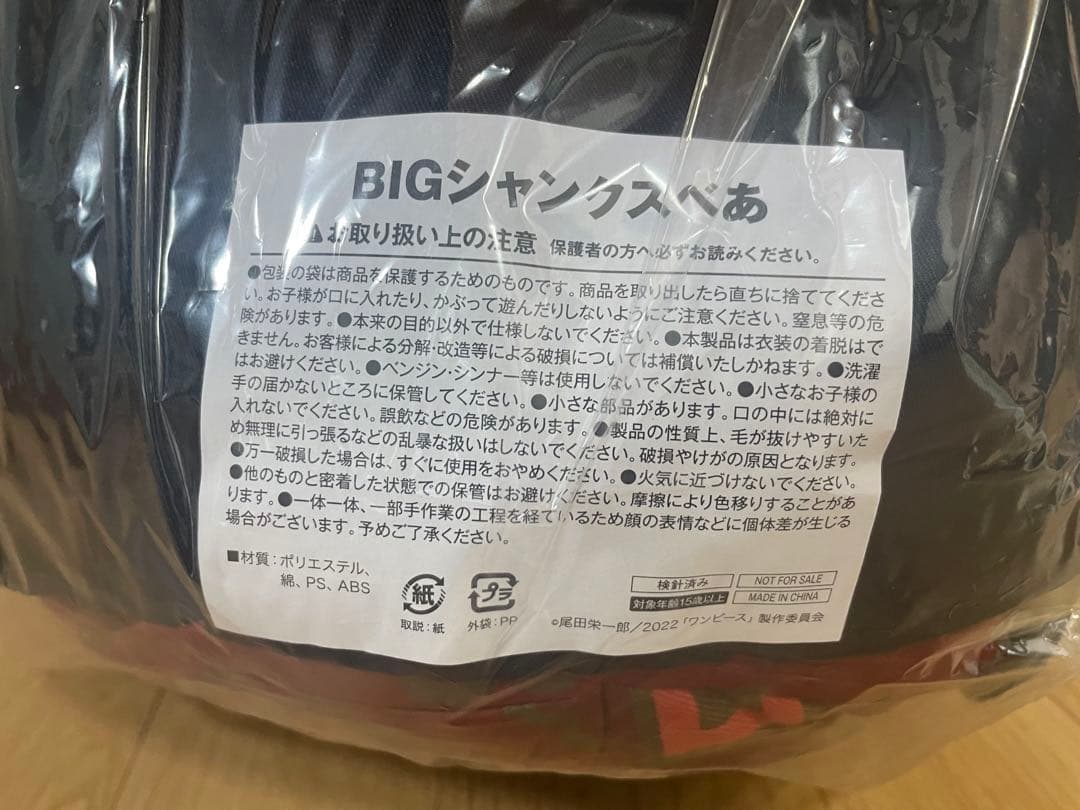 BIGシャンクスべあ
⚠お取り扱い上の注意 保護者の方へ必ずお読みください。
●包装の袋は商品を保護するためのものです。商品を取り出したら直ちに捨ててくださ
い。お子様が口に入れたり、かぶって遊んだりしないようにご注意ください。窒息等の危
険があります。●本来の目的以外で仕様しないでください。●本製品は衣装の着脱はで
きません。お客様による分解・改造等による破損については補償いたしかねます。●洗濯
はお避けください。●ベンジン・シンナー等は使用しないでください。●小さなお子様の
手の届かないところに保管してください。●小さな部品があります。口の中には絶対に
入れないでください。誤飲などの危険があります。●製品の性質上、毛が抜けやすいた
め無理に引っ張るなどの乱暴な扱いはしないでください。破損やけがの原因となります。
●万一破損した場合は、すぐに使用をおやめください。●火気に近づけないでください。
●他のものと密着した状態での保管はお避けください。摩擦により色移りすることがあ
ります。●一体一体、一部手作業の工程を経ているため顔の表情などに個体差が生じる
場合がございます。予めご了承ください。
■材質:ポリエステル、
綿、PS、ABS
紙
取説:紙
プラ
外袋:PP
検針済み
NOT FOR SALE
対象年齢15歳以上
MADE IN CHINA
©尾田栄一郎/2022「ワンピース」製作委員会